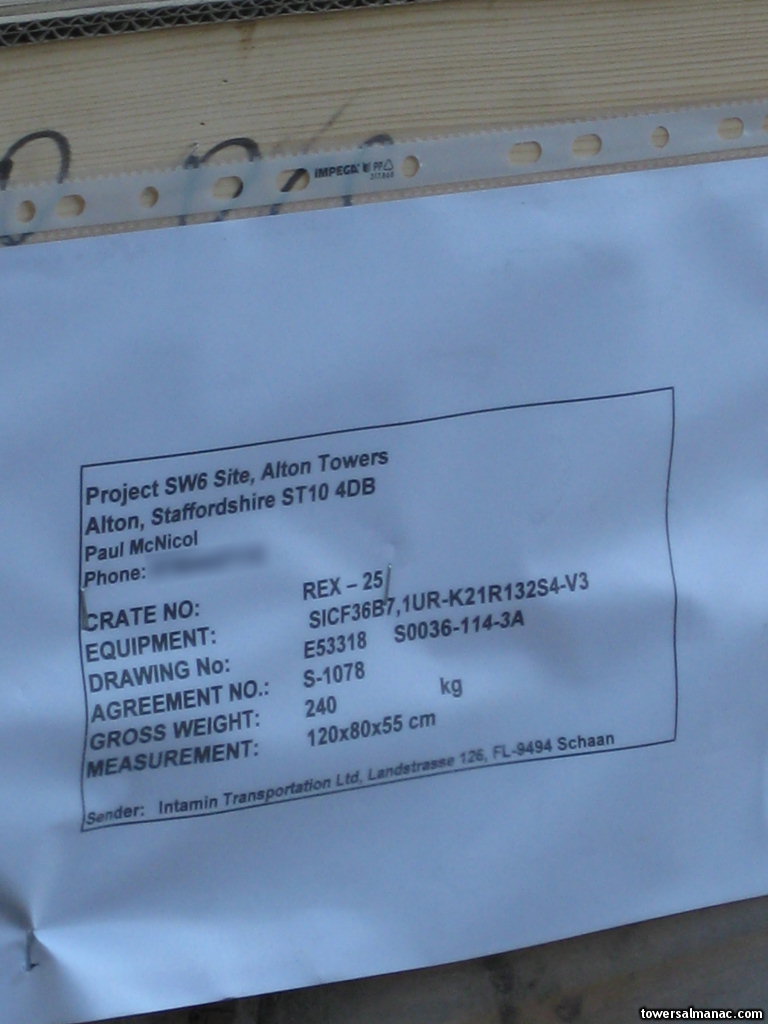 IMPEGA PP
Project SW6 Site, Alton Towers
Alton, Staffordshire ST10 4DB
Paul McNicol
Phone:
CRATE NO: REX – 25
EQUIPMENT: SICF36B7,1UR-K21R132S4-V3
DRAWING No: E53318 S0036-114-3A
AGREEMENT NO.: S-1078
GROSS WEIGHT: 240 kg
MEASUREMENT: 120x80x55 cm
Sender: Intamin Transportation Ltd, Landstrasse 126, FL-9494 Schaan
towersalmanac.com